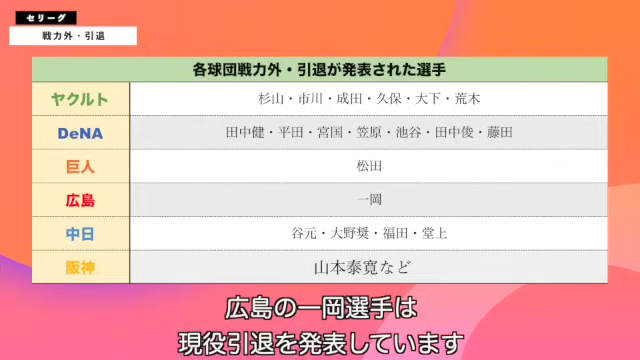 セリーグ
戦力外・引退
各球団戦力外・引退が発表された選手
ヤクルト 杉山・市川・成田・久保・大下・荒木
DeNA 田中健・平田・宮国・笠原・池谷・田中俊・藤田
巨人 松田
広島 一岡
中日 谷元・大野奨・福田・堂上
阪神 山本泰寛など
広島の一岡選手は
現役引退を発表しています